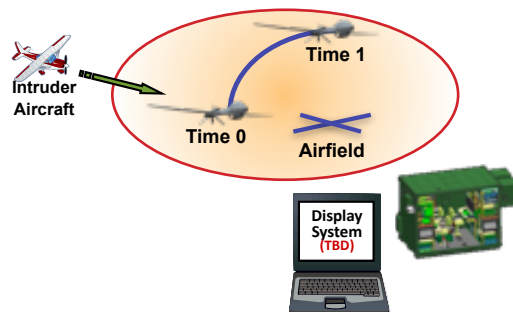 Time 1
Intruder
Aircraft
Time 0
Airfield
Display
System
(TBD)